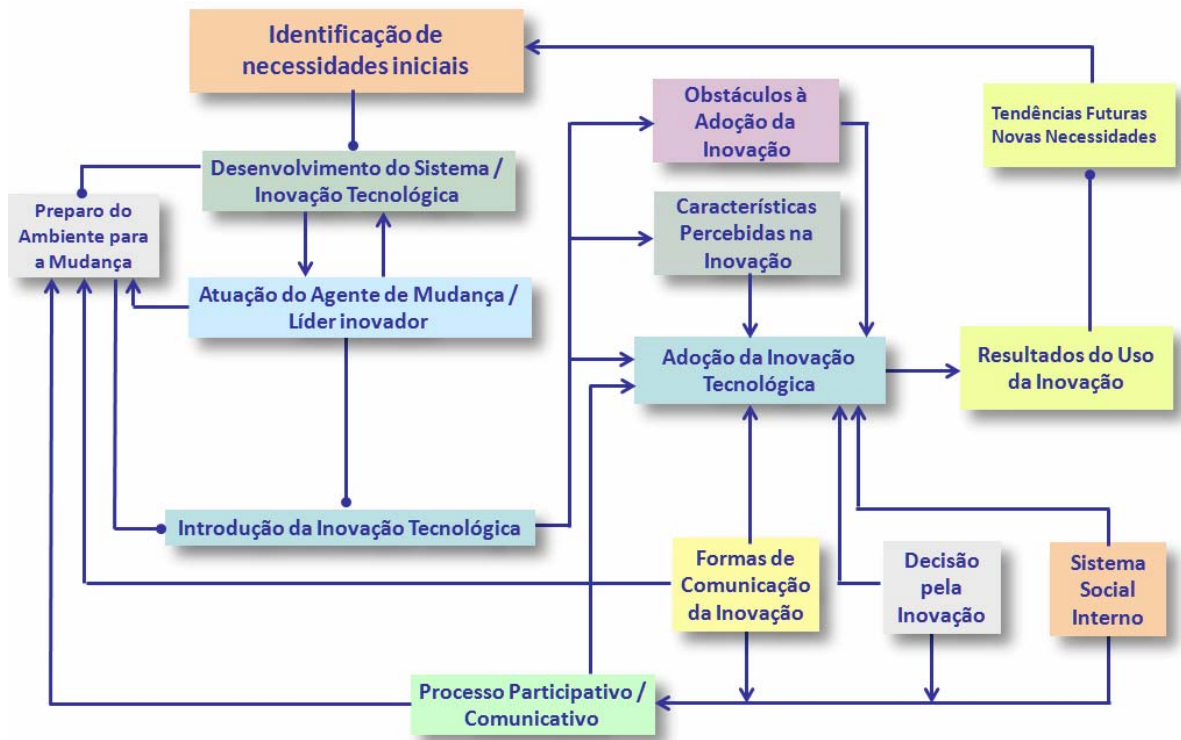 Identificação de
necessidades iniciais
Obstáculos à
Adoção da
Inovação
Tendências Futuras
Novas Necessidades
Desenvolvimento do Sistema /
Inovação Tecnológica
Preparo do
Ambiente para
a Mudança
Características
Percebidas na
Inovação
Atuação do Agente de Mudança /
Líder inovador
Adoção da Inovação
Tecnológica
Resultados do Uso
da Inovação
Introdução da Inovação Tecnológica
Formas de
Comunicação
da Inovação
Decisão
pela
Inovação
Sistema
Social
Interno
Processo Participativo /
Comunicativo